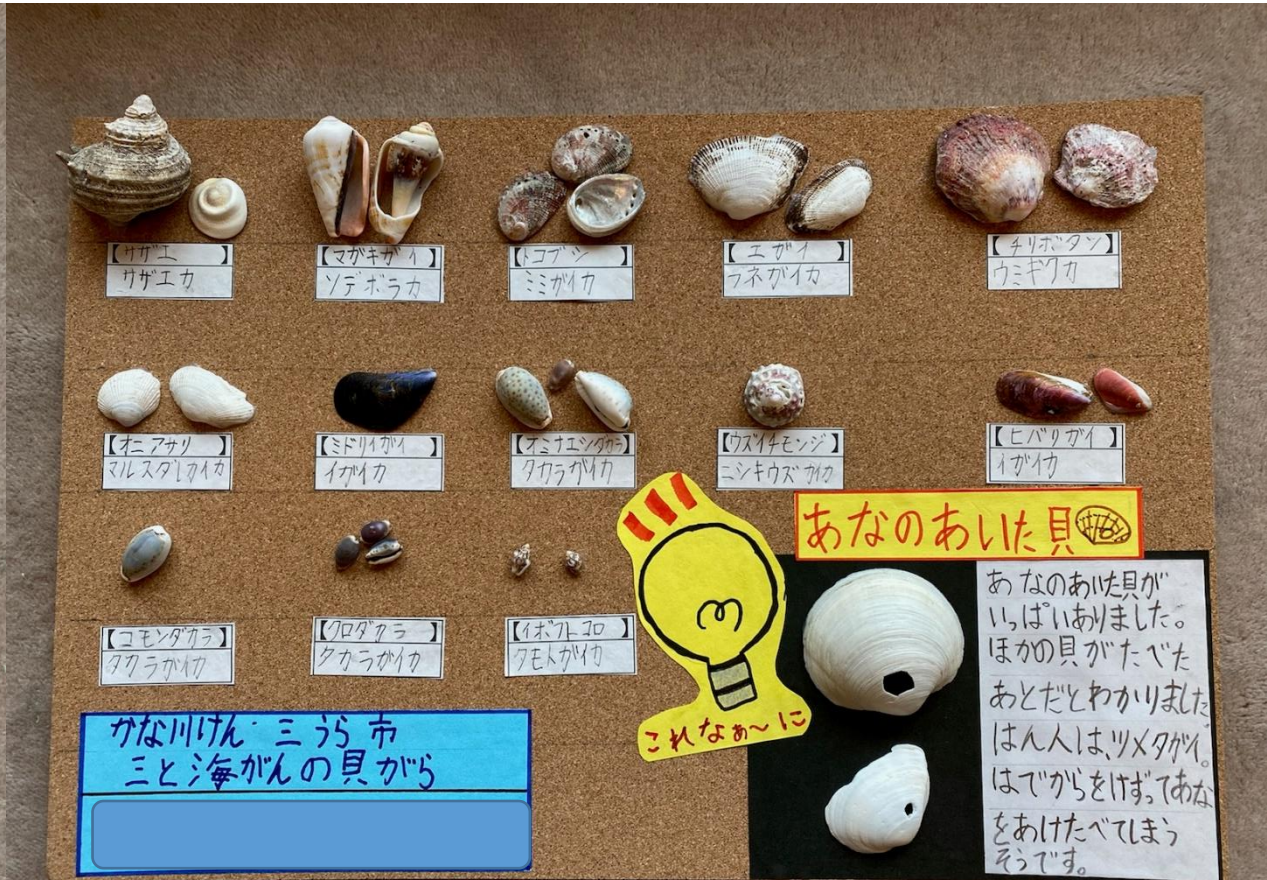 【サザエ】
サザエカ
【マガキガイ】
ソデボラカ
【トコブシ】
ミミガイカ
【エガイ】
フネガイカ
【チリボタン】
ウミギクカ
【オニアサリ】
マルスダレガイカ
【ミドリイガイ】
イガイカ
【オミナエシダカラ】
タカラガイカ
【ウズイチモンジ】
ニシキウズガイカ
【ヒバリガイ】
イガイカ
【コモンダカラ】
タカラガイカ
【クロダカラ】
タカラガイカ
【イボフトコロ】
タモトガイカ
これなぁ〜に
あなのあいた貝
あなのあいた貝が
いっぱいありました。
ほかの貝がたべた
あとだとわかりました
はん人は、ツメタガイ。
はでからをけずってあな
をあけたべてしまう
そうです。
かな川けん・三うら市
三と海がんの貝がら